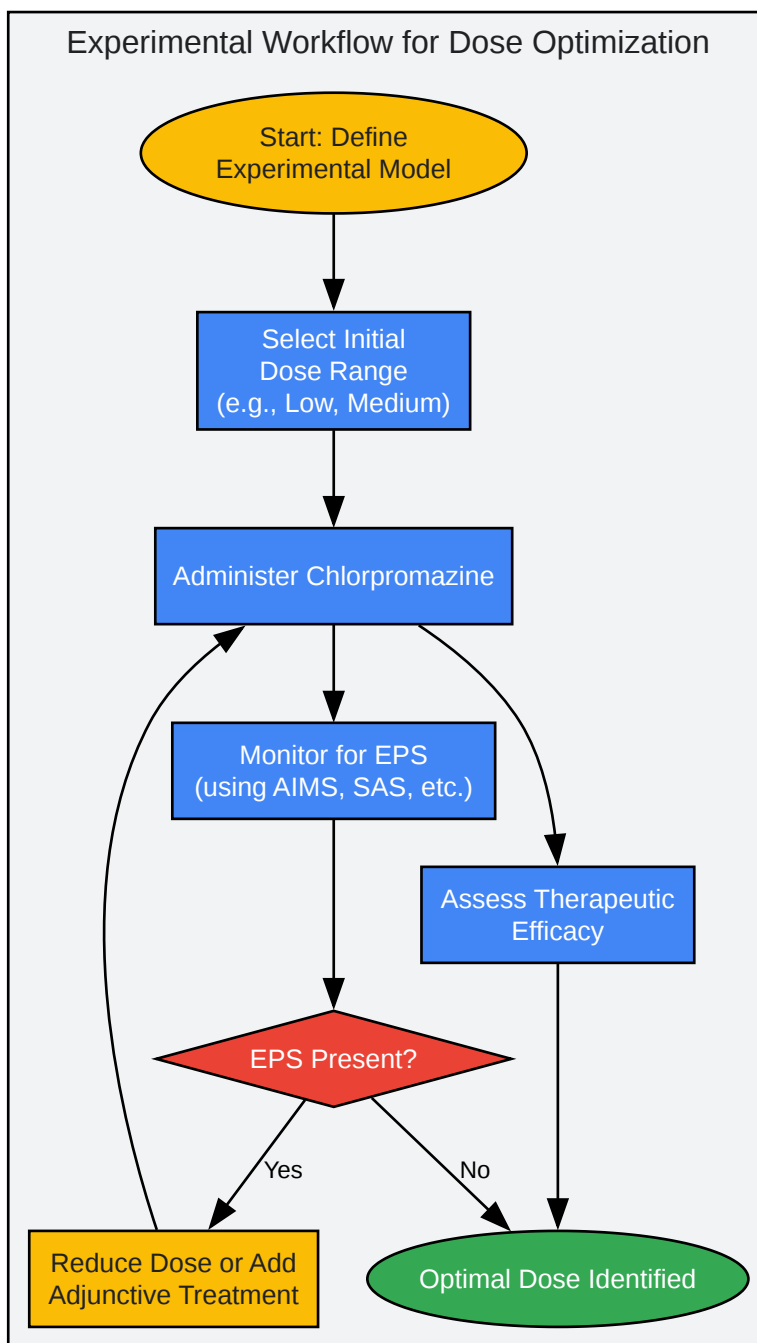 Experimental Workflow for Dose Optimization
Start: Define
Experimental Model
Select Initial
Dose Range
(e.g., Low, Medium)
Administer Chlorpromazine
Monitor for EPS
(using AIMS, SAS, etc.)
Assess Therapeutic
Efficacy
EPS Present?
Yes
No
Reduce Dose or Add
Adjunctive Treatment
Optimal Dose Identified